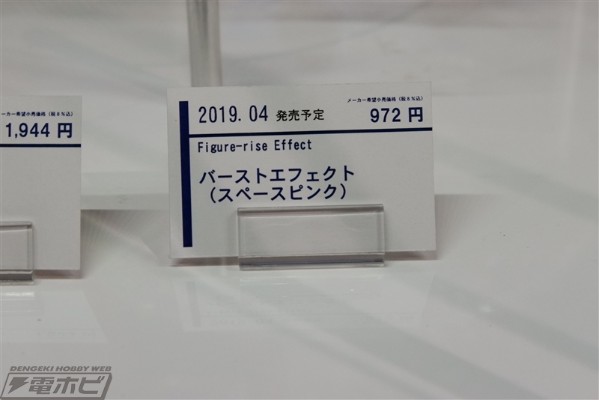 メーカー希望小売価格（税8％込）
1,944 円
メーカー希望小売価格（税8％込）
2019.04 発売予定 972 円
Figure-rise Effect
バーストエフェクト
（スペースピンク）
DENGEKI HOBBY WEB
電ホビ